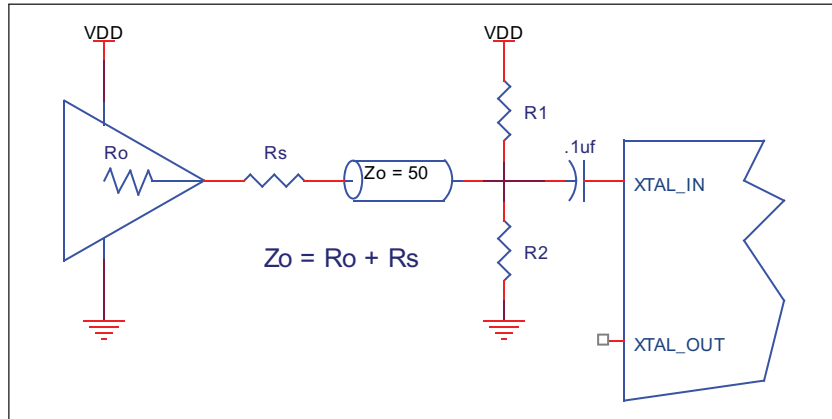 VDD
VDD
R1
Ro
Rs
.1uf
Zo = 50
XTAL_IN
Zo = Ro + Rs
R2
XTAL_OUT